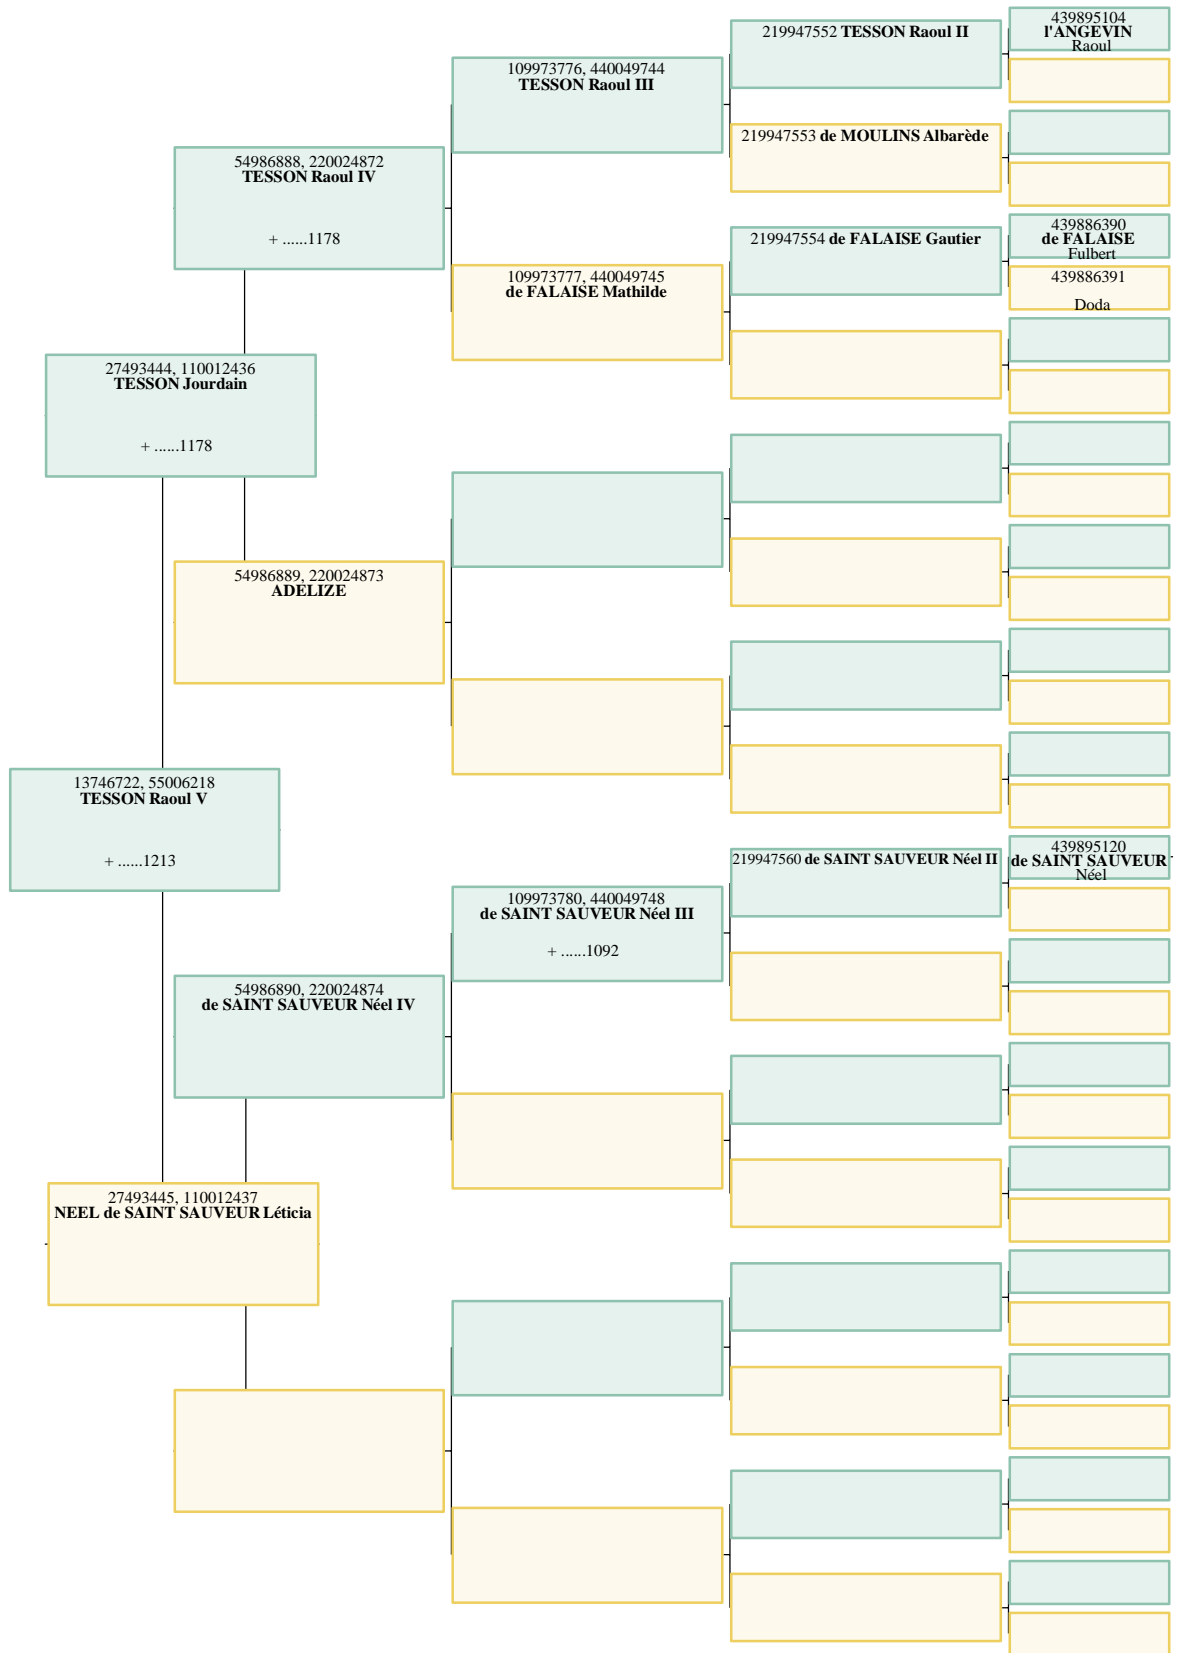 439895104
l'ANGEVIN
Raoul
219947552 TESSON Raoul II
109973776, 440049744
TESSON Raoul III
219947553 de MOULINS Albarède
54986888, 220024872
TESSON Raoul IV
+ ......1178
439886390
de FALAISE
Fulbert
219947554 de FALAISE Gautier
109973777, 440049745
de FALAISE Mathilde
439886391
Doda
27493444, 110012436
TESSON Jourdain
+ ......1178
54986889, 220024873
ADELIZE
13746722, 55006218
TESSON Raoul V
+ ......1213
439895120
de SAINT SAUVEUR
Néel
219947560 de SAINT SAUVEUR Néel II
109973780, 440049748
de SAINT SAUVEUR Néel III
+ ......1092
54986890, 220024874
de SAINT SAUVEUR Néel IV
27493445, 110012437
NEEL de SAINT SAUVEUR Léticia